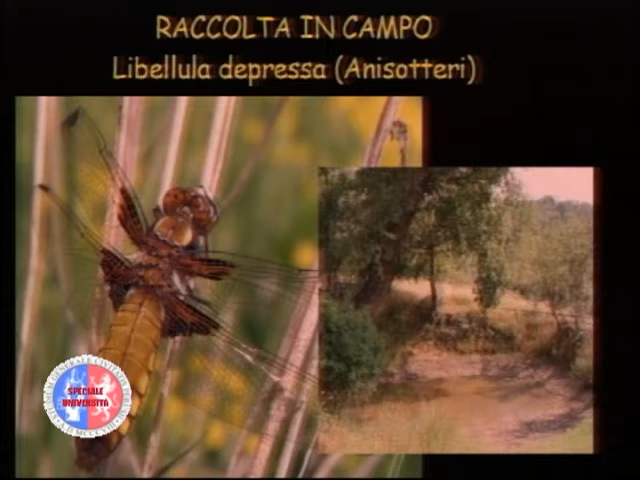 RACCOLTA IN CAMPO
Libellula depressa (Anisotteri)
SPECIALE
UNIVERSITÀ